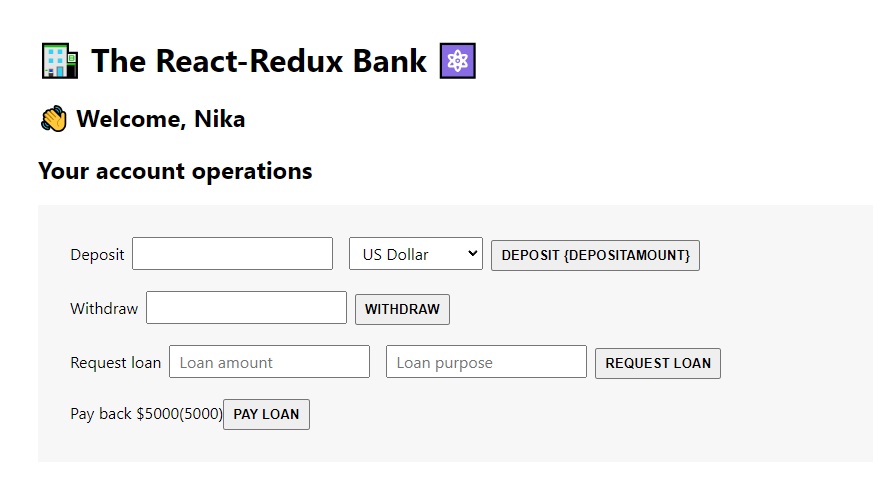 The React-Redux Bank
Welcome, Nika
Your account operations
Deposit US Dollar DEPOSIT {DEPOSITAMOUNT}
Withdraw WITHDRAW
Request loan Loan amount Loan purpose REQUEST LOAN
Pay back $5000(5000) PAY LOAN